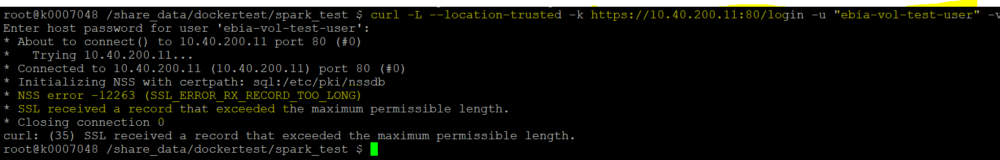 root@k0007048 /share_data/dockertest/spark_test $ curl -L --location-trusted -k https://10.40.200.11:80/login -u "ebia-vol-test-user" -v
Enter host password for user 'ebia-vol-test-user':
* About to connect() to 10.40.200.11 port 80 (#0)
*   Trying 10.40.200.11...
* Connected to 10.40.200.11 (10.40.200.11) port 80 (#0)
* Initializing NSS with certpath: sql:/etc/pki/nssdb
* NSS error -12263 (SSL_ERROR_RX_RECORD_TOO_LONG)
* SSL received a record that exceeded the maximum permissible length.
* Closing connection 0
curl: (35) SSL received a record that exceeded the maximum permissible length.
root@k0007048 /share_data/dockertest/spark_test $